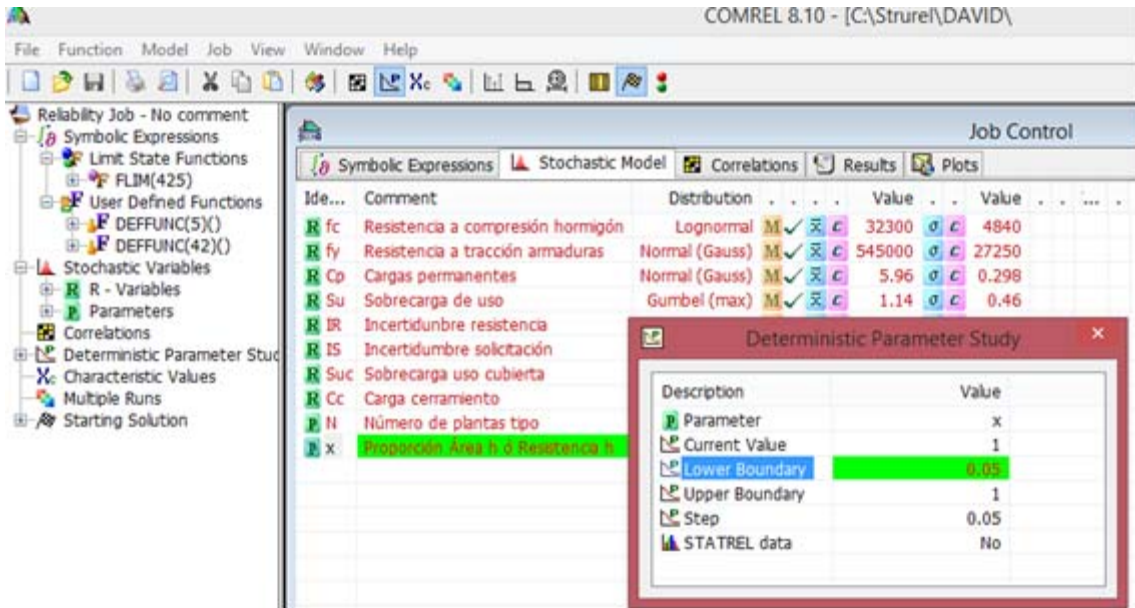 COMREL 8.10 - [C:\Strurel\DAVID\
File Function Model Job View Window Help
Reliability Job - No comment
Symbolic Expressions
Limit State Functions
FLIM(425)
User Defined Functions
DEFFUNC(5)()
DEFFUNC(42)()
Stochastic Variables
R - Variables
Parameters
Correlations
Deterministic Parameter Stud
Characteristic Values
Multiple Runs
Starting Solution
Job Control
Symbolic Expressions Stochastic Model Correlations Results Plots
Ide... Comment Distribution . . . . Value . . Value . . ... .
R fc Resistencia a compresión hormigón Lognormal M x c 32300 σ c 4840
R fy Resistencia a tracción armaduras Normal (Gauss) M x c 545000 σ c 27250
R Cp Cargas permanentes Normal (Gauss) M x c 5.96 σ c 0.298
R Su Sobrecarga de uso Gumbel (max) M x c 1.14 σ c 0.46
R IR Incertidunbre resistencia
R IS Incertidumbre solicitación
R Suc Sobrecarga uso cubierta
R Cc Carga cerramiento
P N Número de plantas tipo
P x Proporción Área h ó Resistencia h
Deterministic Parameter Study
Description Value
P Parameter x
Current Value 1
Lower Boundary 0.05
Upper Boundary 1
Step 0.05
STATREL data No